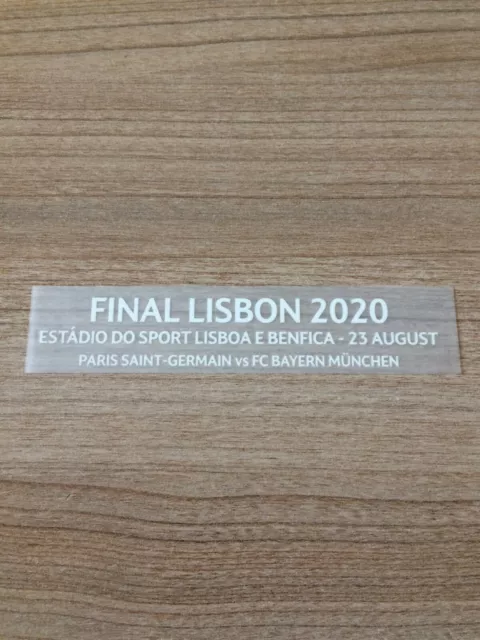 FINAL LISBON 2020
ESTÁDIO DO SPORT LISBOA E BENFICA - 23 AUGUST
PARIS SAINT-GERMAIN vs FC BAYERN MÜNCHEN